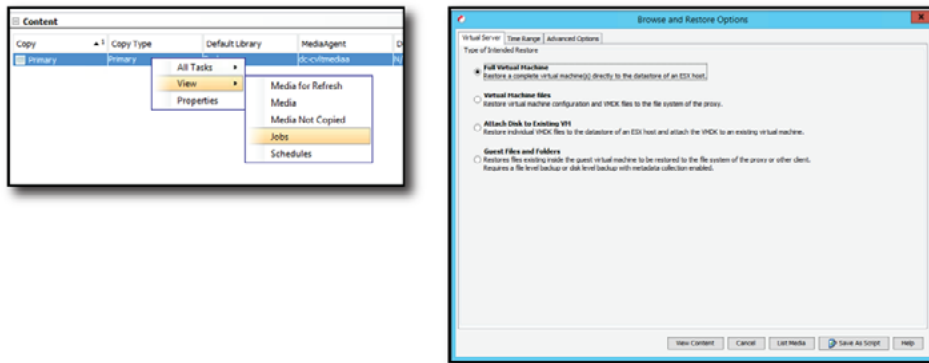 Content
Copy 1 Copy Type Default Library MediaAgent D
Primary Primary dc-cvltmediaa N/
All Tasks
View
Properties
Media for Refresh
Media
Media Not Copied
Jobs
Schedules
Browse and Restore Options
Virtual Server Time Range Advanced Options
Type of Intended Restore
Full Virtual Machine
Restore a complete virtual machine(s) directly to the datastore of an ESX host.
Virtual Machine files
Restore virtual machine configuration and VMDK files to the file system of the proxy.
Attach Disk to Existing VM
Restore individual VMDK files to the datastore of an ESX host and attach the VMDK to an existing virtual machine.
Guest Files and Folders
Restores files existing inside the guest virtual machine to be restored to the file system of the proxy or other client.
Requires a file level backup or disk level backup with metadata collection enabled.
View Content Cancel List Media Save As Script Help